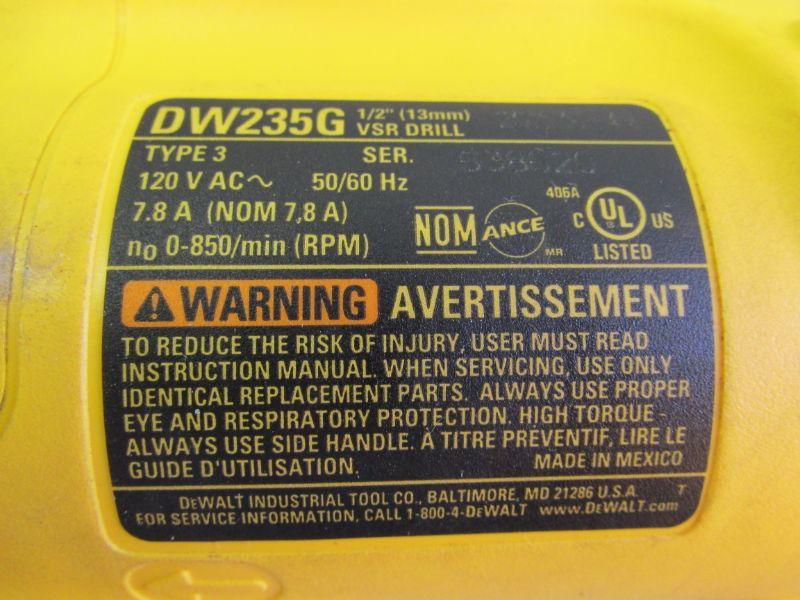 DW235G 1/2" (13mm) VSR DRILL
TYPE 3 SER.
120 V AC~ 50/60 Hz
7.8 A (NOM 7,8 A)
n0 0-850/min (RPM)
NOM ANCE MR
406A
C UL US
LISTED
⚠WARNING AVERTISSEMENT
TO REDUCE THE RISK OF INJURY, USER MUST READ
INSTRUCTION MANUAL. WHEN SERVICING, USE ONLY
IDENTICAL REPLACEMENT PARTS. ALWAYS USE PROPER
EYE AND RESPIRATORY PROTECTION. HIGH TORQUE -
ALWAYS USE SIDE HANDLE. À TITRE PREVENTIF, LIRE LE
GUIDE D'UTILISATION. MADE IN MEXICO
DEWALT INDUSTRIAL TOOL CO., BALTIMORE, MD 21286 U.S.A. T
FOR SERVICE INFORMATION, CALL 1-800-4-DEWALT www.DEWALT.com